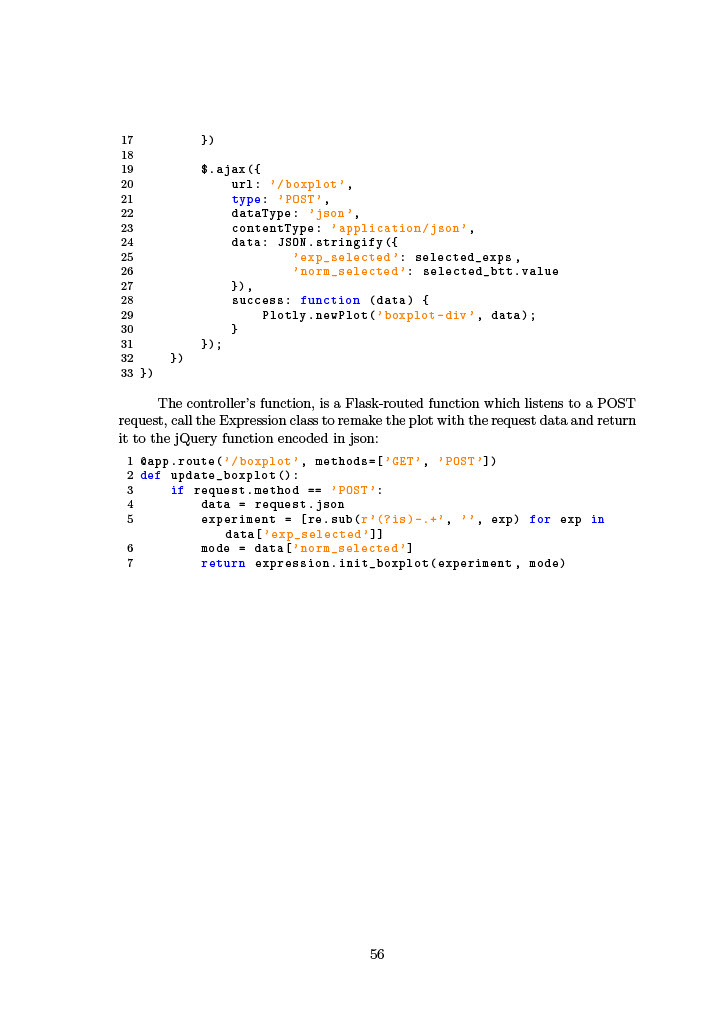 17         })
18
19         $.ajax({
20             url: '/boxplot',
21             type: 'POST',
22             dataType: 'json',
23             contentType: 'application/json',
24             data: JSON.stringify({
25                     'exp_selected': selected_exps,
26                     'norm_selected': selected_btt.value
27             }),
28             success: function (data) {
29                 Plotly.newPlot('boxplot-div', data);
30             }
31         });
32     })
33 })
The controller's function, is a Flask-routed function which listens to a POST
request, call the Expression class to remake the plot with the request data and return
it to the jQuery function encoded in json:
1 @app.route('/boxplot', methods=['GET', 'POST'])
2 def update_boxplot():
3     if request.method == 'POST':
4         data = request.json
5         experiment = [re.sub(r'(?is)-.+', '', exp) for exp in
data['exp_selected']]
6         mode = data['norm_selected']
7         return expression.init_boxplot(experiment, mode)
56